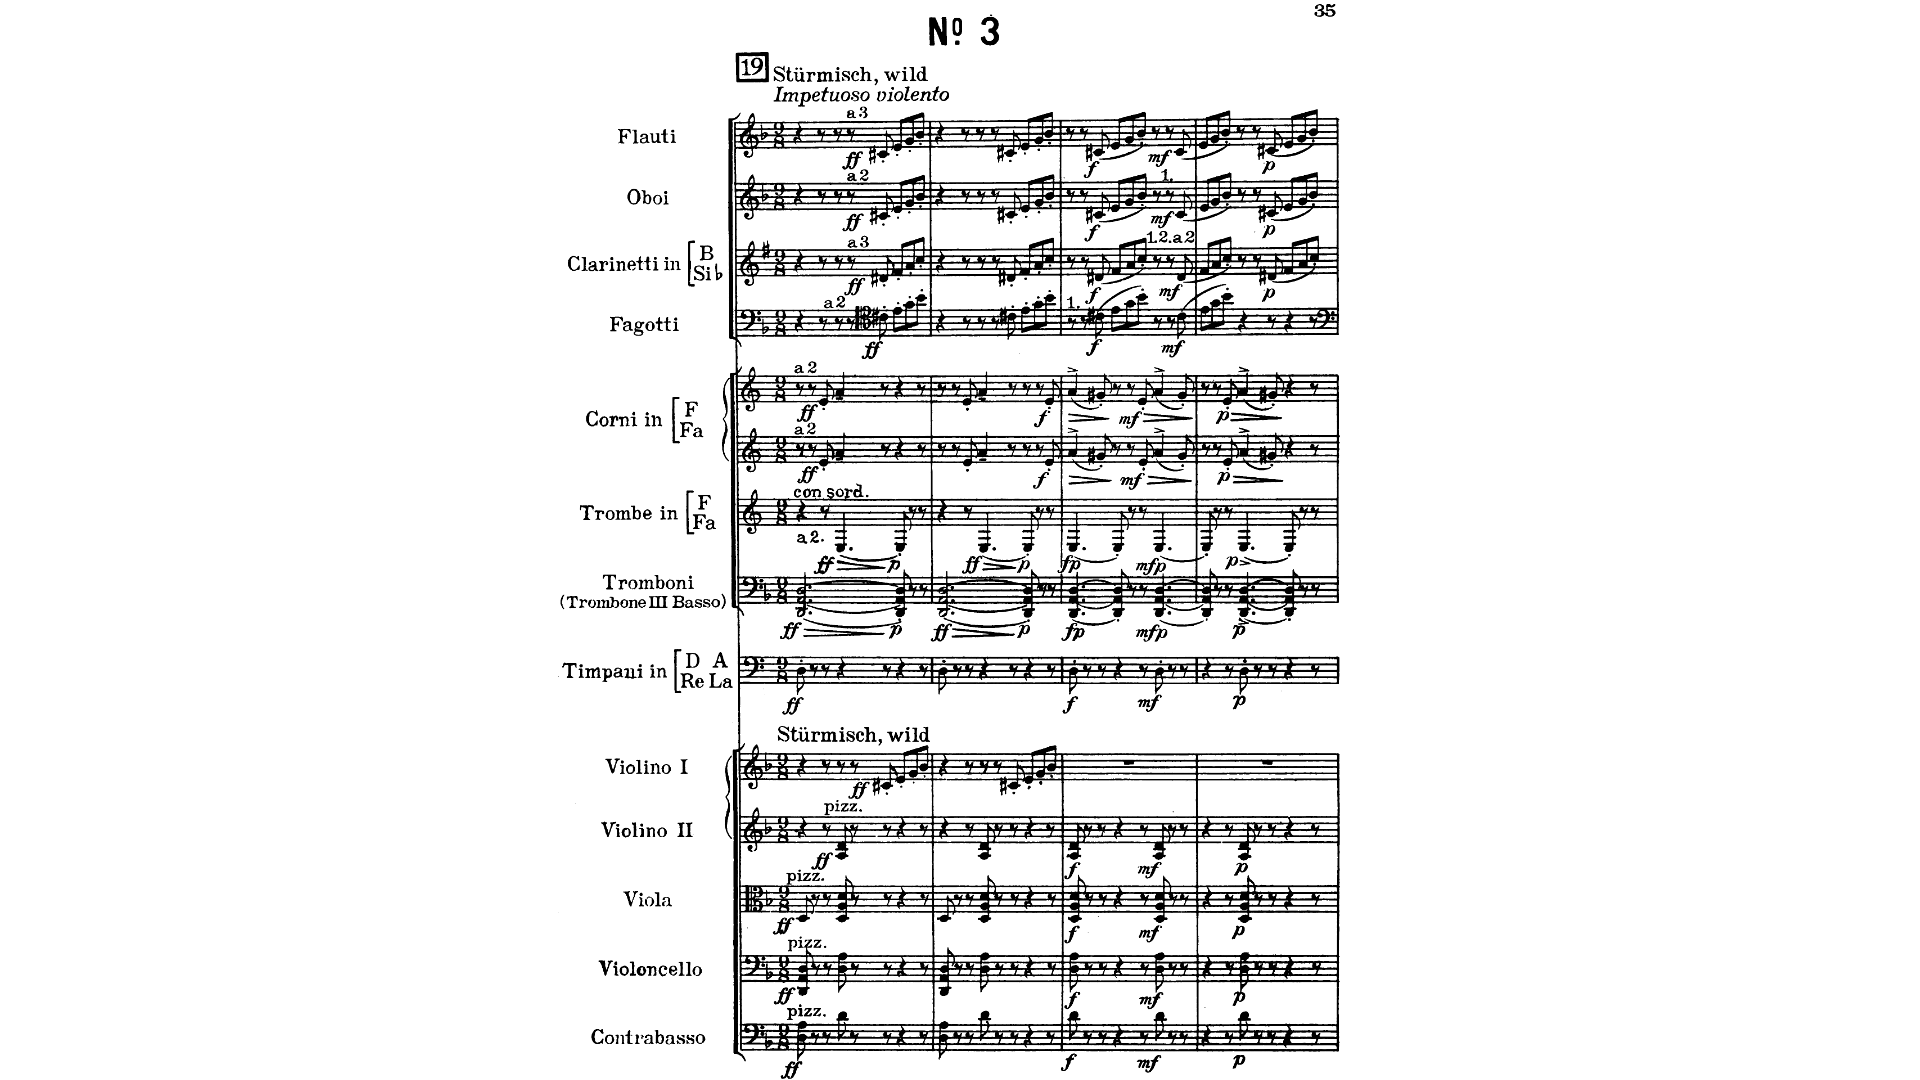 35
Nº 3
19 Stürmisch, wild
Impetuoso violento
a 3
Flauti
ff f mf p
a 2 1.
Oboi
ff f mf p
a 3 1.2. a 2
Clarinetti in [B Si♭
ff f mf p
a 2 1.
Fagotti
ff f mf
a 2
Corni in [F Fa
ff f mf p
a 2
ff f mf p
con sord.
Trombe in [F Fa
a 2.
ff p ff p fp mfp p
Tromboni
(Trombone III Basso)
ff p ff p fp mfp p
Timpani in [D A Re La
ff f mf p
Stürmisch, wild
Violino I
ff
pizz.
Violino II
ff f mf p
pizz.
Viola
ff f mf p
pizz.
Violoncello
ff f mf p
pizz.
Contrabasso
ff f mf p